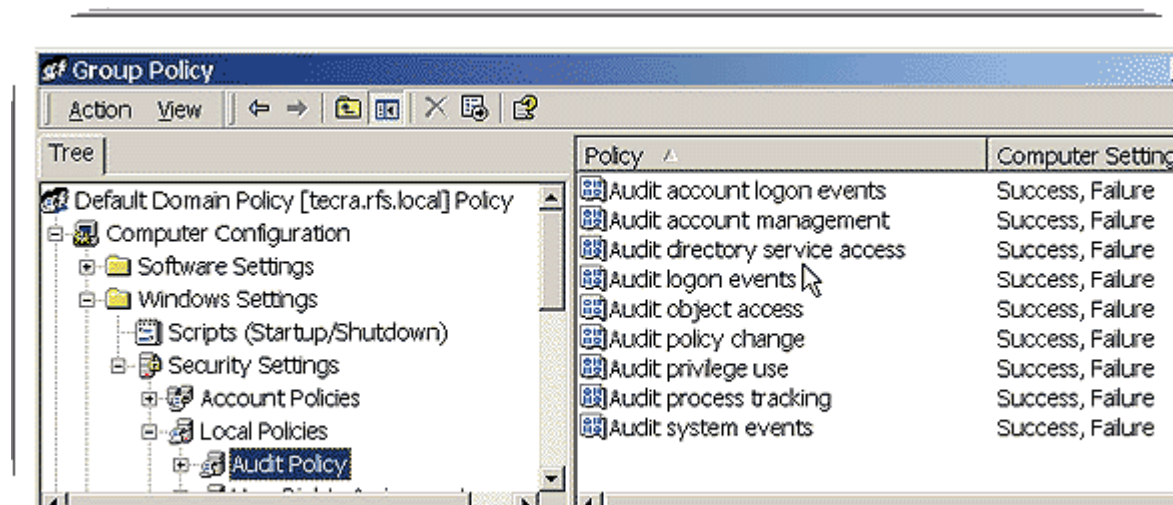 Group Policy
Action View
Tree
Default Domain Policy [tecra.rfs.local] Policy
Computer Configuration
Software Settings
Windows Settings
Scripts (Startup/Shutdown)
Security Settings
Account Policies
Local Policies
Audit Policy
Policy Computer Setting
Audit account logon events Success, Failure
Audit account management Success, Failure
Audit directory service access Success, Failure
Audit logon events Success, Failure
Audit object access Success, Failure
Audit policy change Success, Failure
Audit privilege use Success, Failure
Audit process tracking Success, Failure
Audit system events Success, Failure